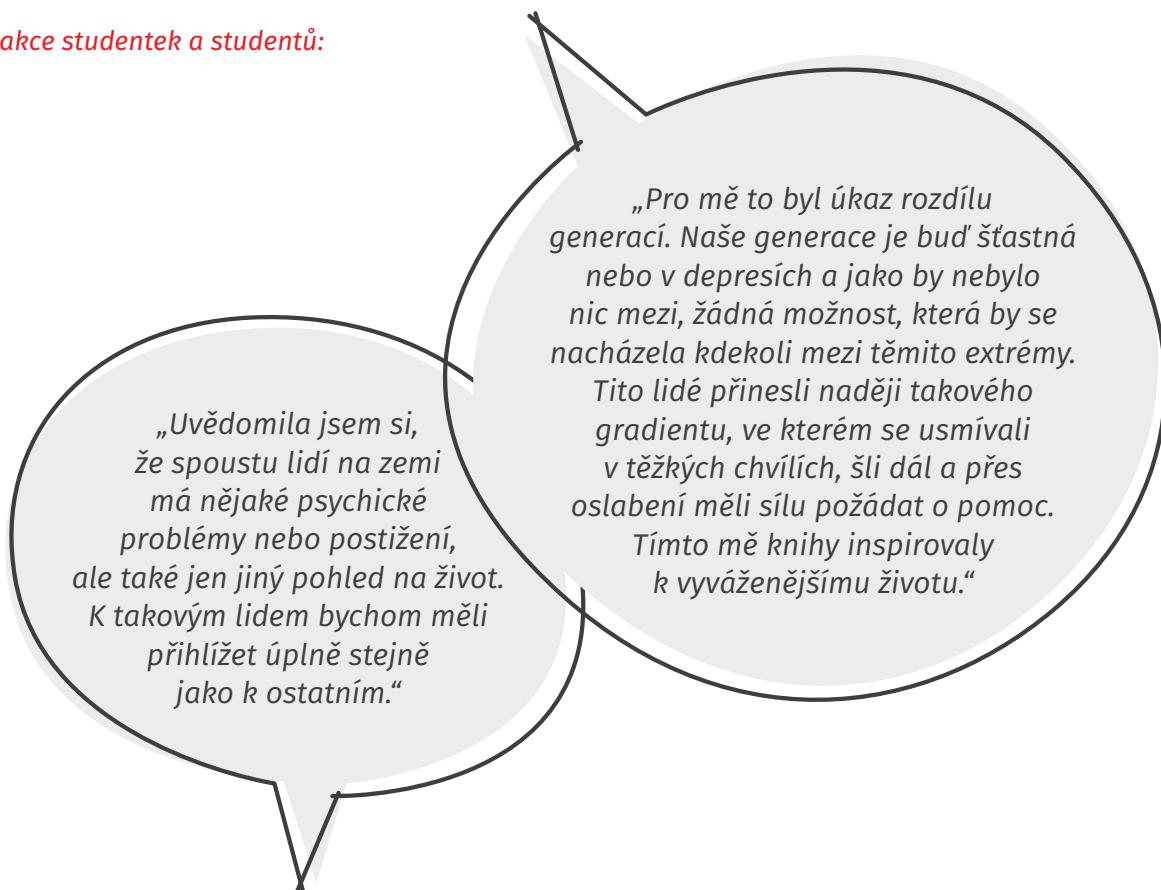 akce studentek a studentů:
„Pro mě to byl úkaz rozdílu
generací. Naše generace je buď šťastná
nebo v depresích a jako by nebylo
nic mezi, žádná možnost, která by se
nacházela kdekoli mezi těmito extrémy.
Tito lidé přinesli naději takového
gradientu, ve kterém se usmívali
v těžkých chvílích, šli dál a přes
oslabení měli sílu požádat o pomoc.
Tímto mě knihy inspirovaly
k vyváženějšímu životu.“
„Uvědomila jsem si,
že spoustu lidí na zemi
má nějaké psychické
problémy nebo postižení,
ale také jen jiný pohled na život.
K takovým lidem bychom měli
přihlížet úplně stejně
jako k ostatním.“